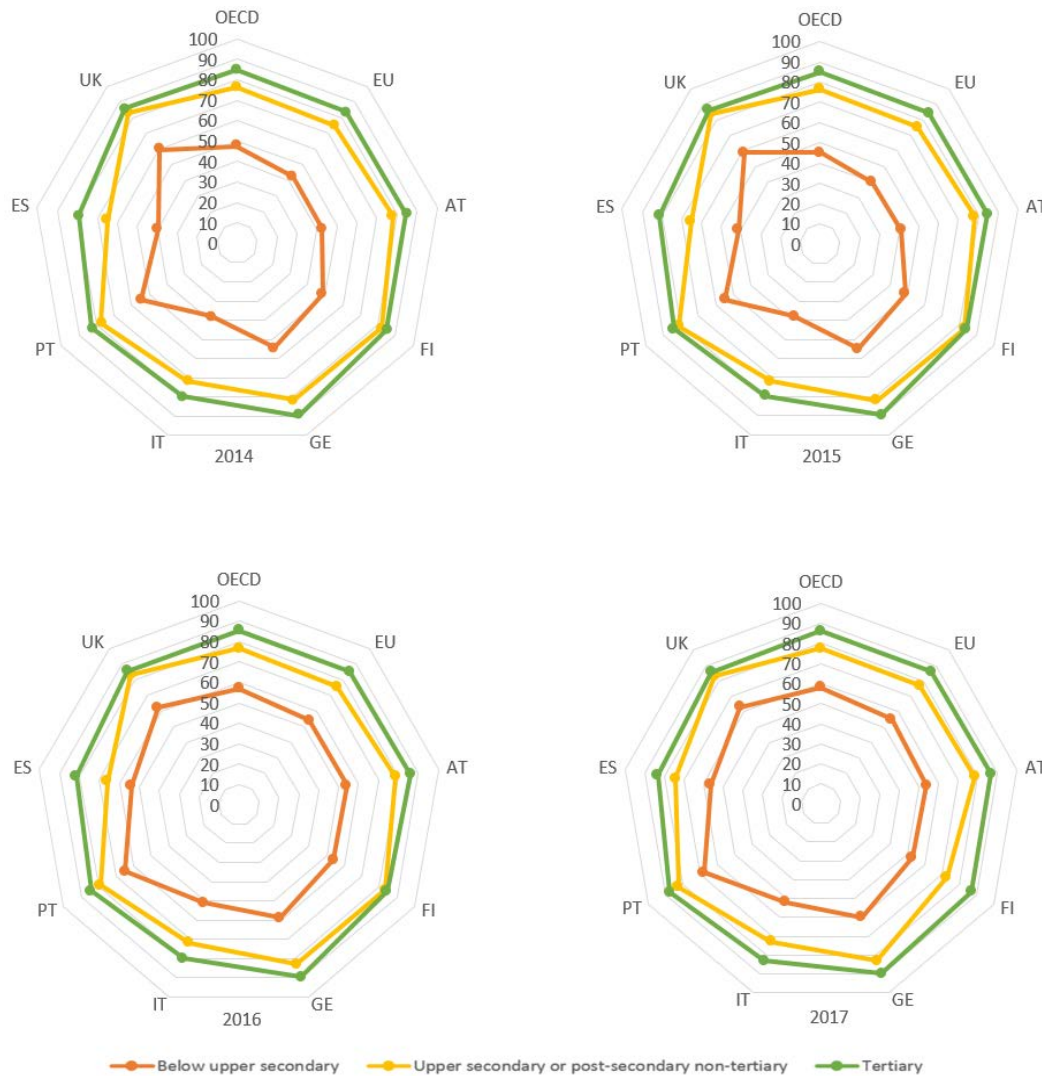 OECD
100
90
80
70
60
50
40
30
20
10
0
EU
AT
FI
GE
IT
PT
ES
UK
2014
OECD
100
90
80
70
60
50
40
30
20
10
0
EU
AT
FI
GE
IT
PT
ES
UK
2015
OECD
100
90
80
70
60
50
40
30
20
10
0
EU
AT
FI
GE
IT
PT
ES
UK
2016
OECD
100
90
80
70
60
50
40
30
20
10
0
EU
AT
FI
GE
IT
PT
ES
UK
2017
Below upper secondary Upper secondary or post-secondary non-tertiary Tertiary